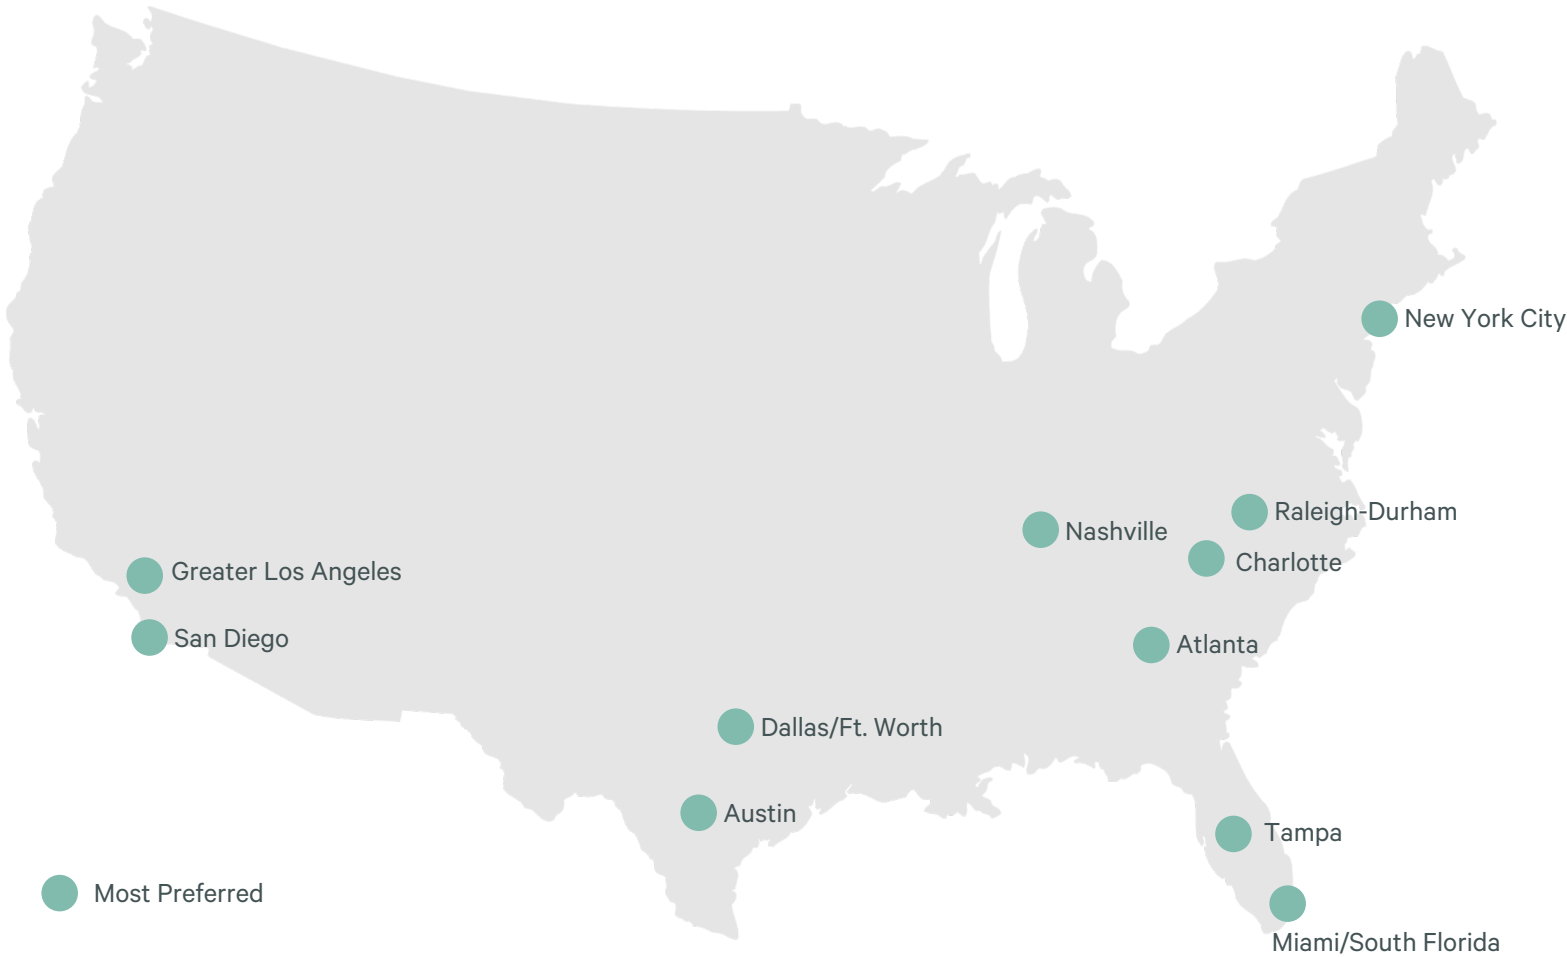 New York City
Raleigh-Durham
Nashville
Charlotte
Greater Los Angeles
San Diego
Atlanta
Dallas/Ft. Worth
Austin
Tampa
Most Preferred
Miami/South Florida